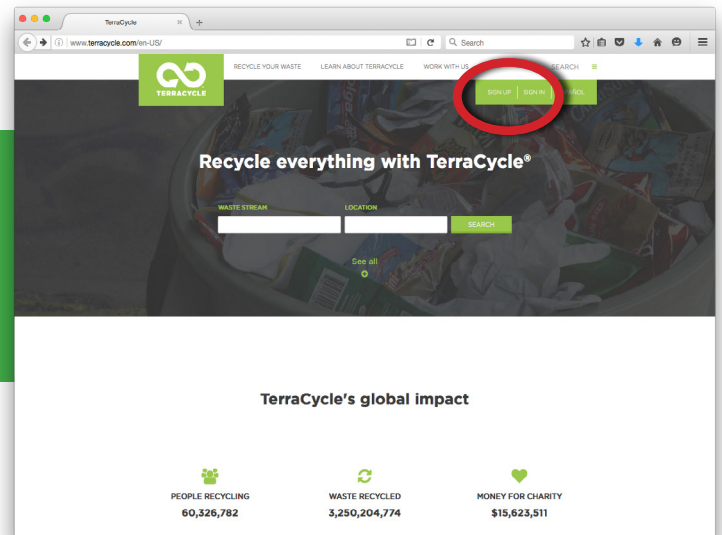 TerraCycle
www.terracycle.com/en-US/
Search
TERRACYCLE
RECYCLE YOUR WASTE LEARN ABOUT TERRACYCLE WORK WITH US SEARCH
SIGN UP SIGN IN
Recycle everything with TerraCycle®
WASTE STREAM LOCATION
SEARCH
See all
TerraCycle's global impact
PEOPLE RECYCLING WASTE RECYCLED MONEY FOR CHARITY
60,326,782 3,250,204,774 $15,623,511